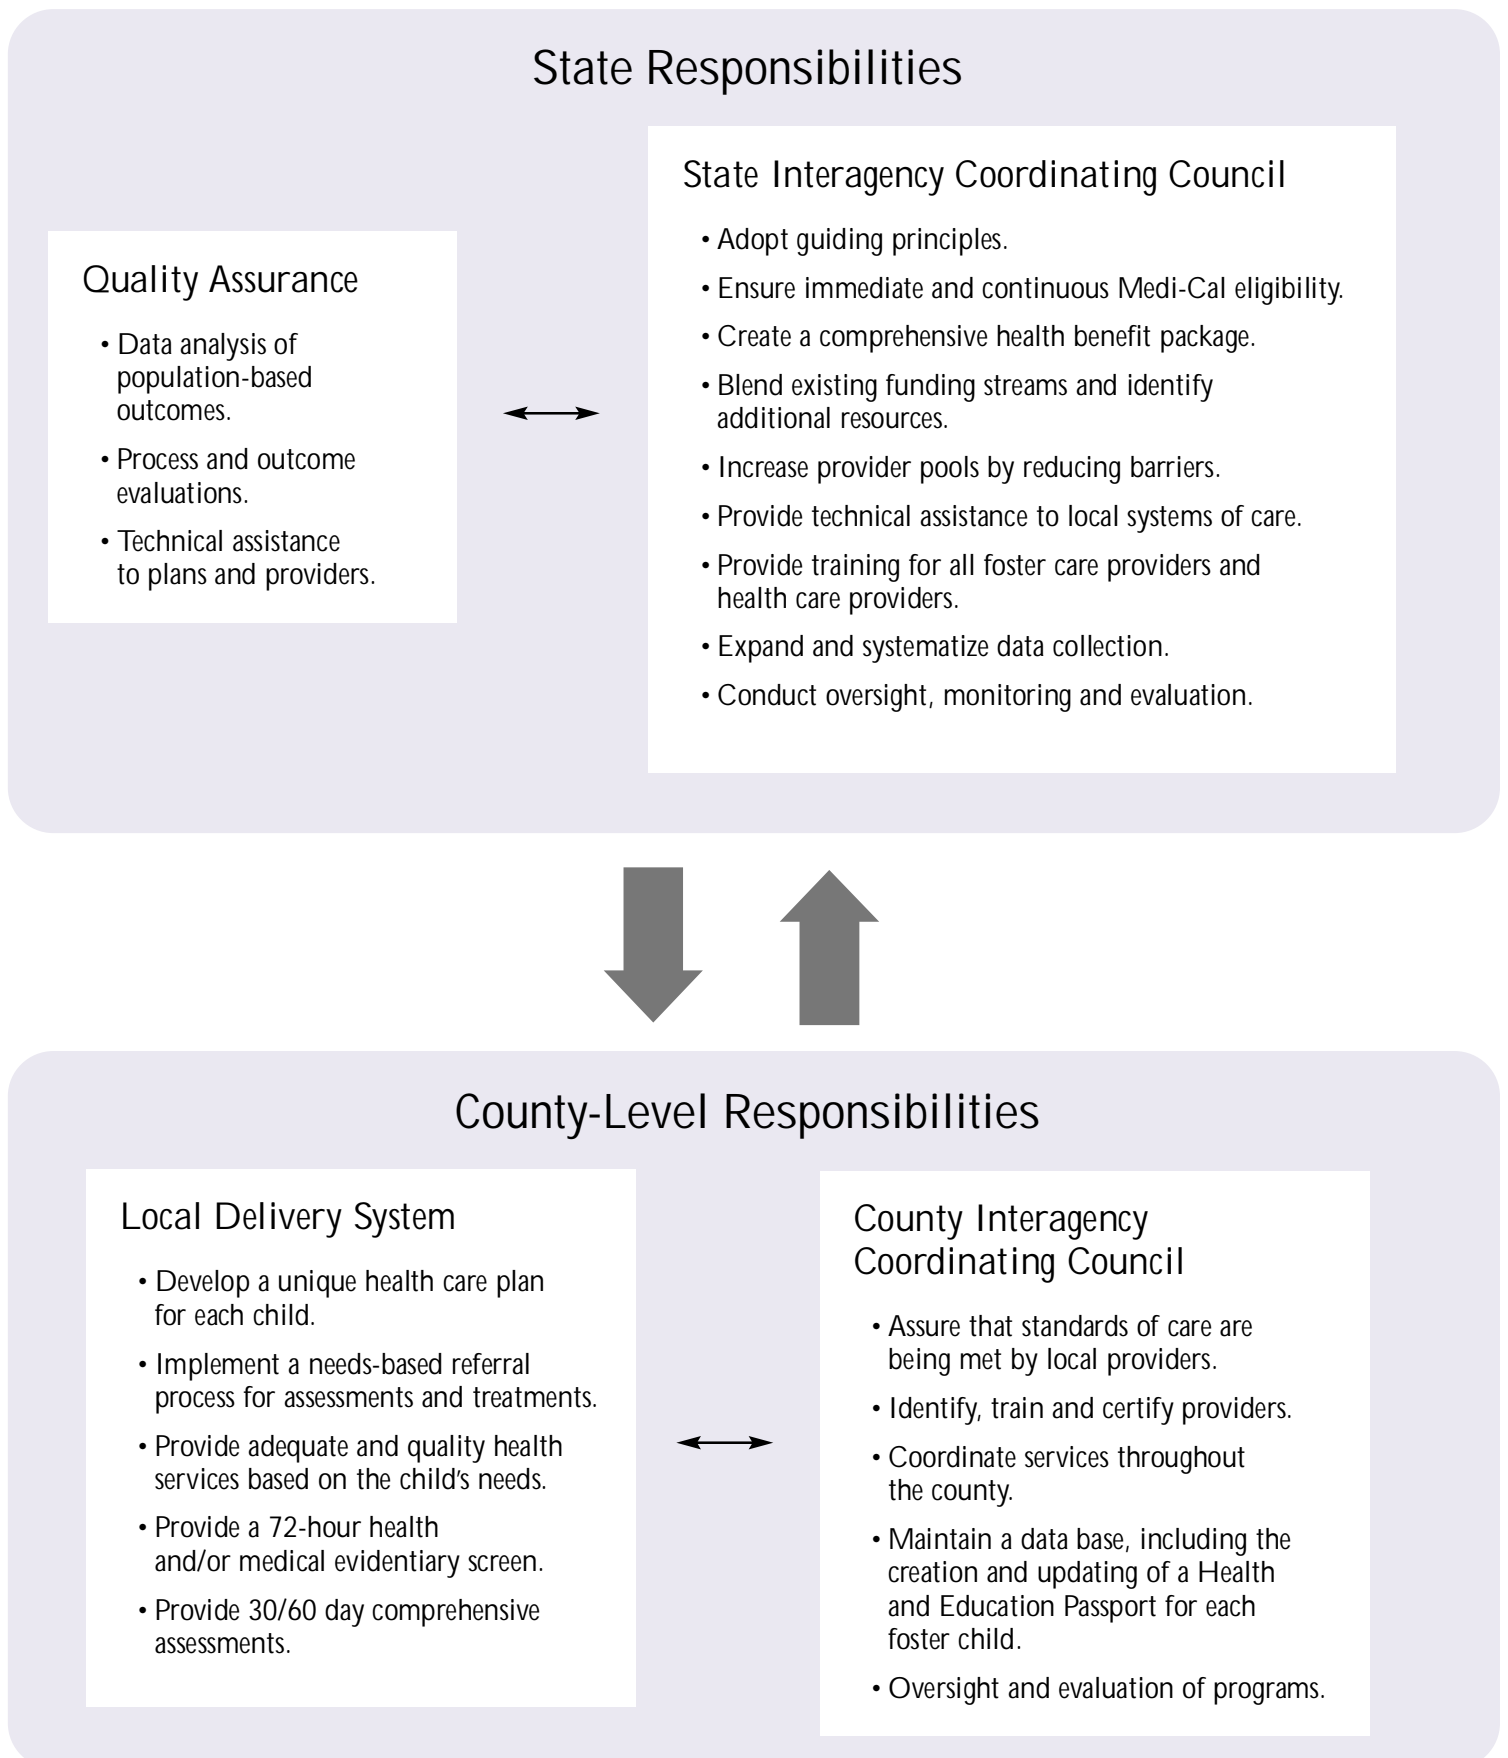 State Responsibilities
Quality Assurance
• Data analysis of
population-based
outcomes.
• Process and outcome
evaluations.
• Technical assistance
to plans and providers.
State Interagency Coordinating Council
• Adopt guiding principles.
• Ensure immediate and continuous Medi-Cal eligibility.
• Create a comprehensive health benefit package.
• Blend existing funding streams and identify
additional resources.
• Increase provider pools by reducing barriers.
• Provide technical assistance to local systems of care.
• Provide training for all foster care providers and
health care providers.
• Expand and systematize data collection.
• Conduct oversight, monitoring and evaluation.
County-Level Responsibilities
Local Delivery System
• Develop a unique health care plan
for each child.
• Implement a needs-based referral
process for assessments and treatments.
• Provide adequate and quality health
services based on the child's needs.
• Provide a 72-hour health
and/or medical evidentiary screen.
• Provide 30/60 day comprehensive
assessments.
County Interagency
Coordinating Council
• Assure that standards of care are
being met by local providers.
• Identify, train and certify providers.
• Coordinate services throughout
the county.
• Maintain a data base, including the
creation and updating of a Health
and Education Passport for each
foster child.
• Oversight and evaluation of programs.